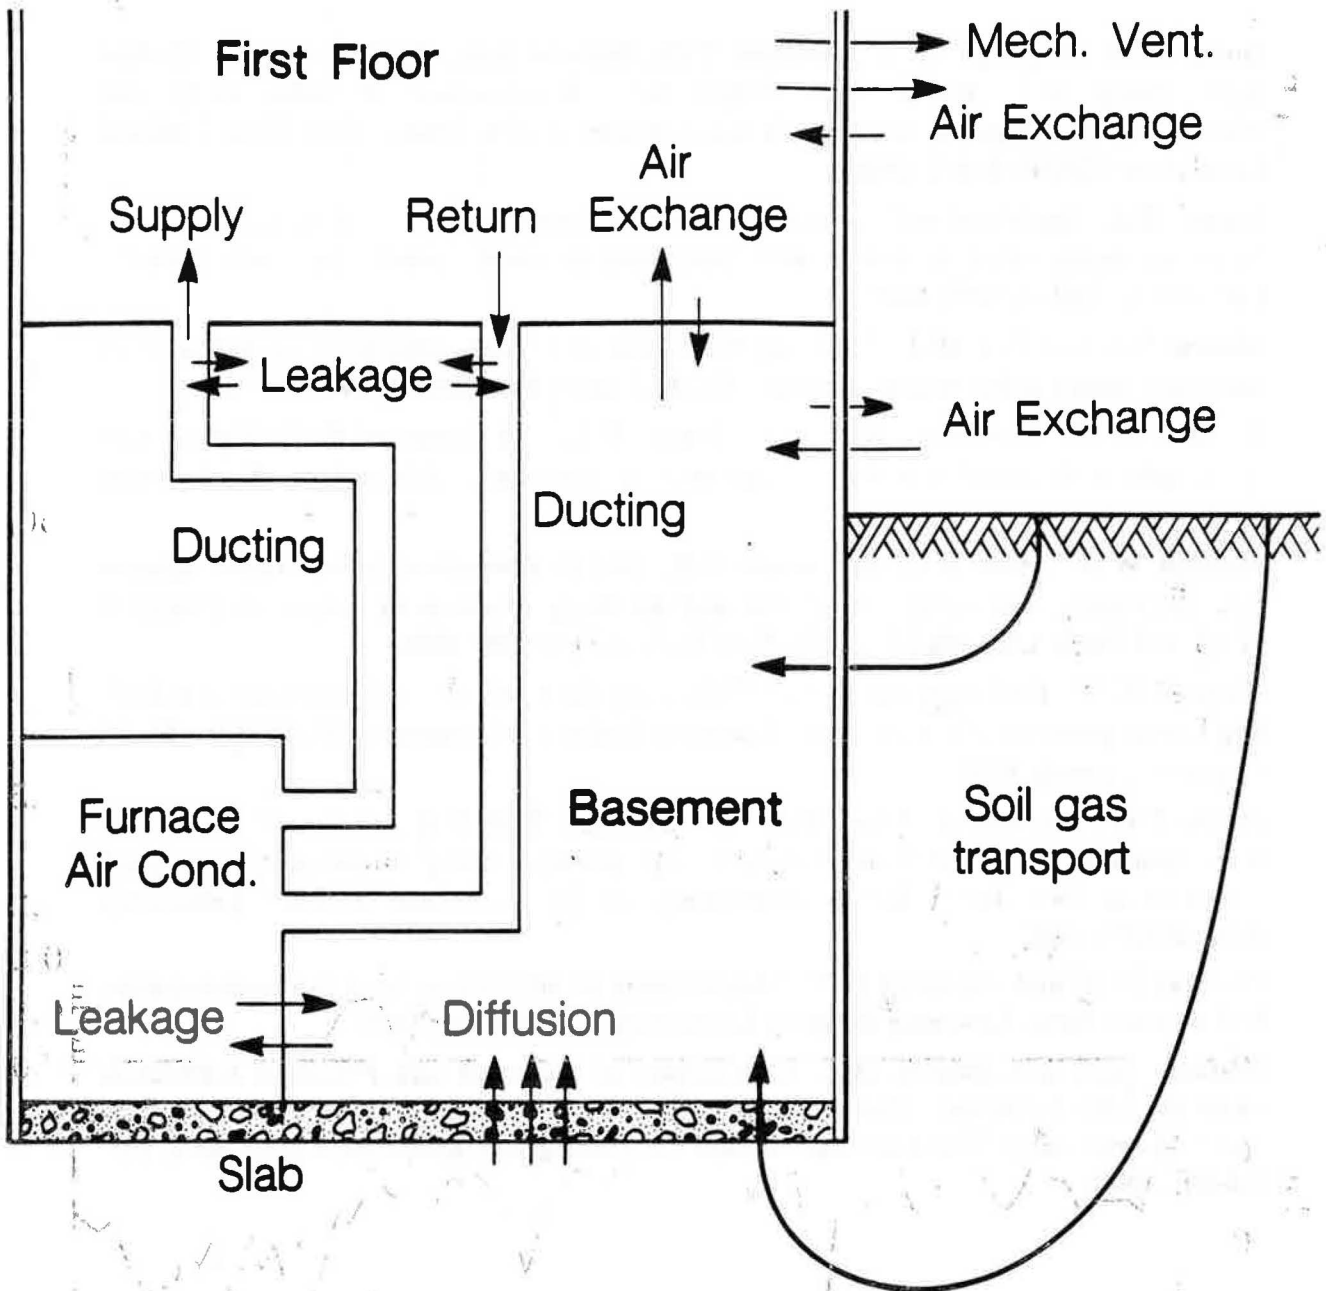 First Floor
Mech. Vent.
Air Exchange
Air
Exchange
Supply
Return
Leakage
Air Exchange
Ducting
Ducting
Furnace
Air Cond.
Basement
Soil gas
transport
Leakage
Diffusion
Slab